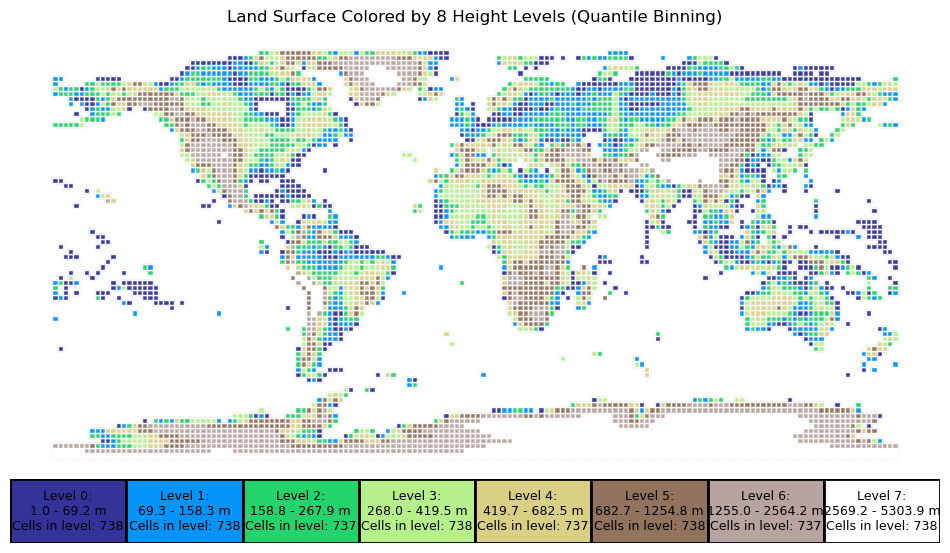 Land Surface Colored by 8 Height Levels (Quantile Binning)
Level 0:
1.0 - 69.2 m
Cells in level: 738
Level 1:
69.3 - 158.3 m
Cells in level: 738
Level 2:
158.8 - 267.9 m
Cells in level: 737
Level 3:
268.0 - 419.5 m
Cells in level: 738
Level 4:
419.7 - 682.5 m
Cells in level: 737
Level 5:
682.7 - 1254.8 m
Cells in level: 738
Level 6:
1255.0 - 2564.2 m
Cells in level: 737
Level 7:
2569.2 - 5303.9 m
Cells in level: 738